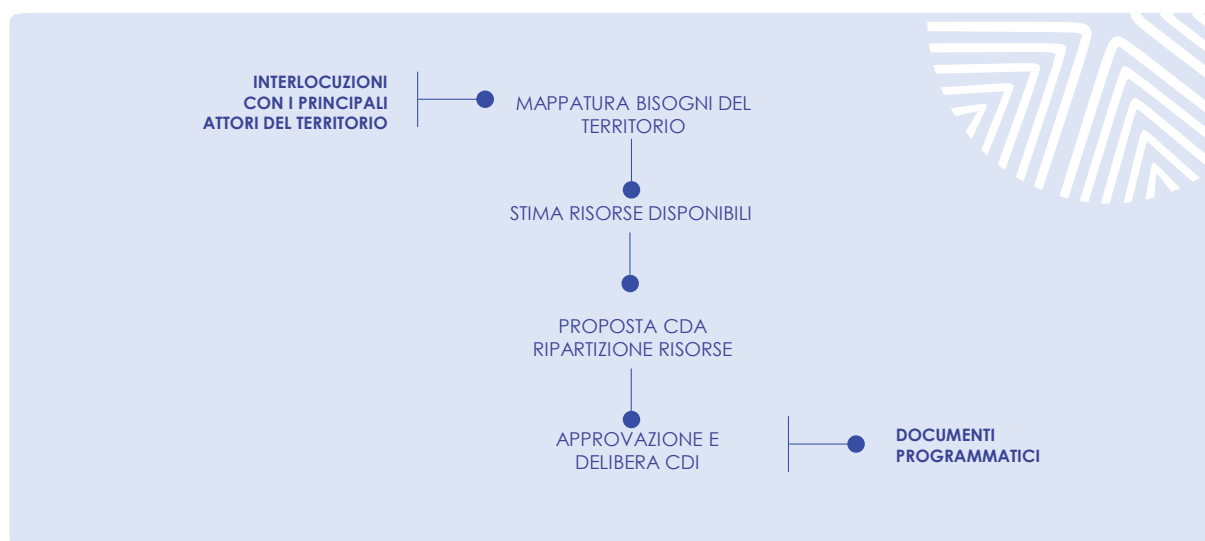 INTERLOCUZIONI
CON I PRINCIPALI
ATTORI DEL TERRITORIO
MAPPATURA BISOGNI DEL
TERRITORIO
STIMA RISORSE DISPONIBILI
PROPOSTA CDA
RIPARTIZIONE RISORSE
APPROVAZIONE E
DELIBERA CDI
DOCUMENTI
PROGRAMMATICI